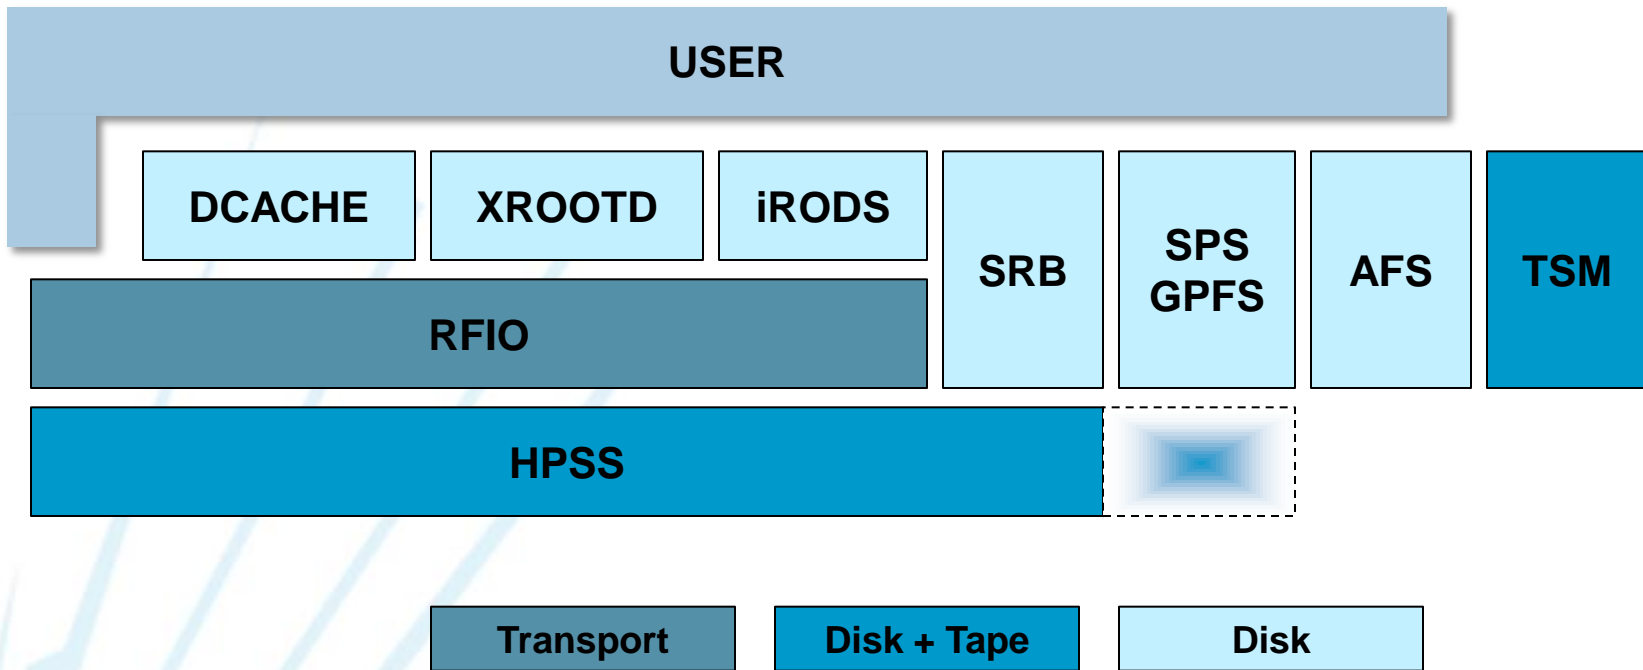 USER
DCACHE
XROOTD
iRODS
SRB
SPS
GPFS
AFS
TSM
RFIO
HPSS
Transport
Disk + Tape
Disk